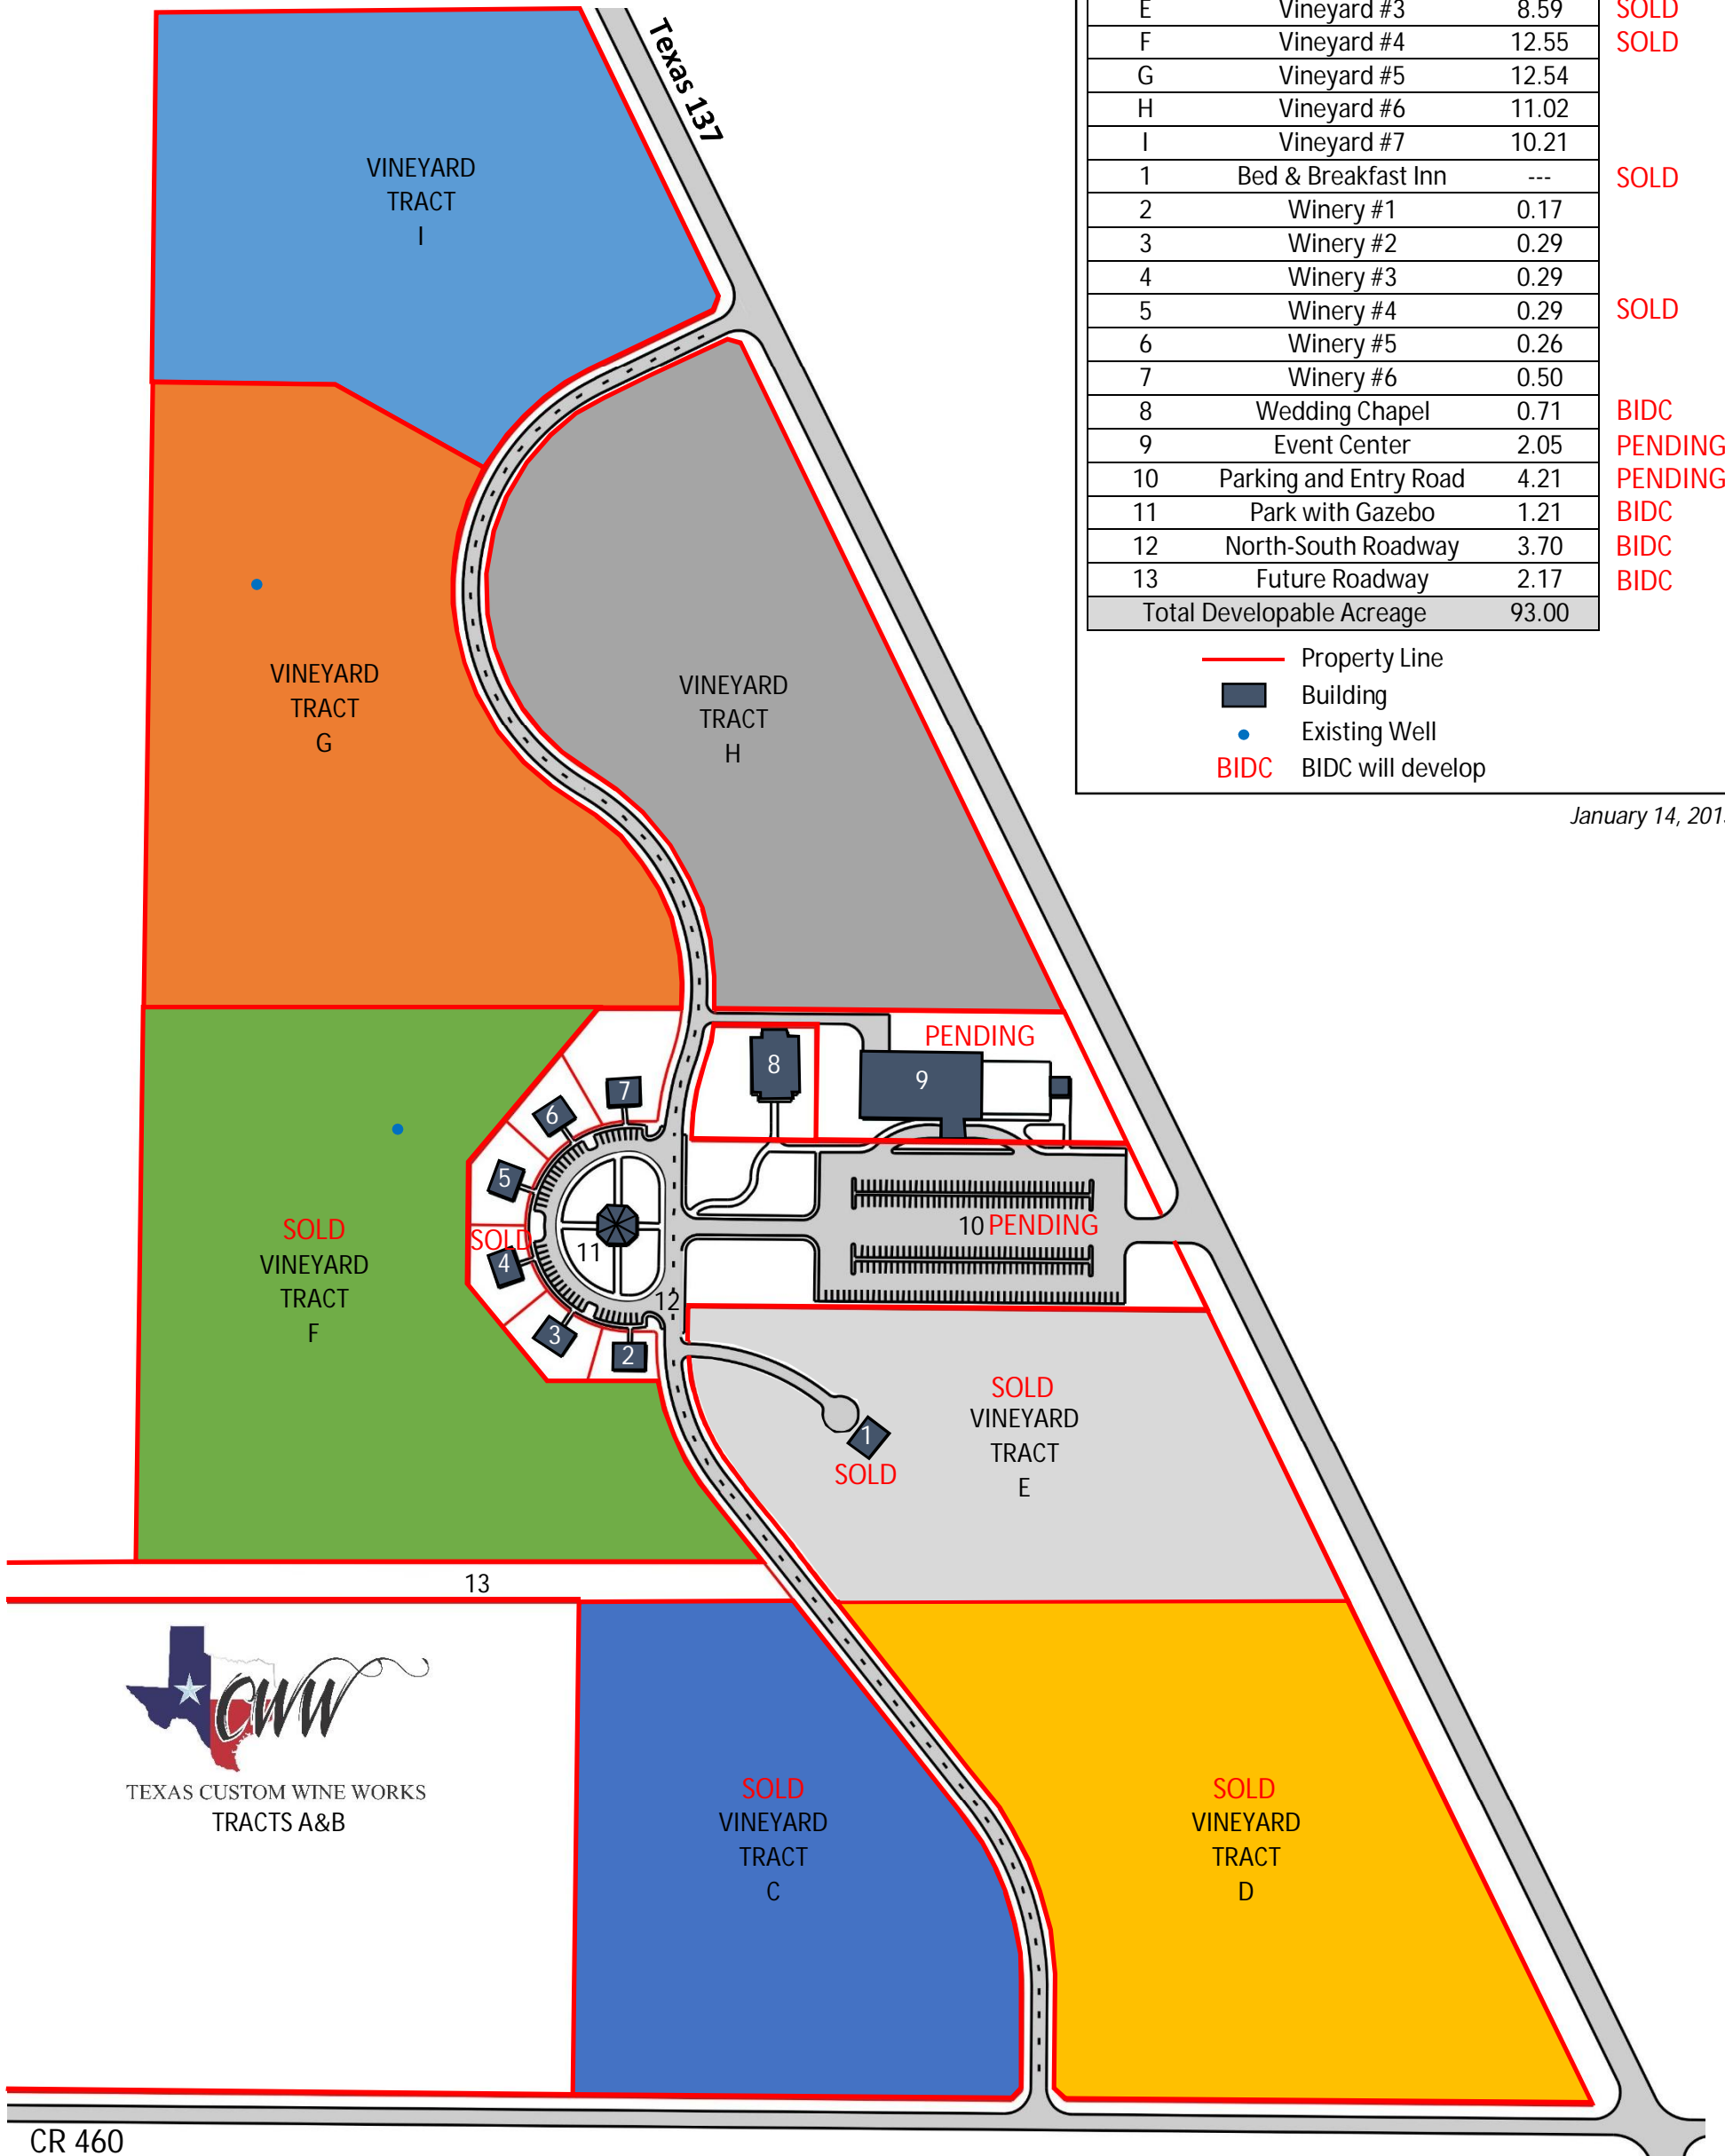 E Vineyard #3 8.59 SOLD
F Vineyard #4 12.55 SOLD
G Vineyard #5 12.54
H Vineyard #6 11.02
I Vineyard #7 10.21
1 Bed & Breakfast Inn --- SOLD
2 Winery #1 0.17
3 Winery #2 0.29
4 Winery #3 0.29
5 Winery #4 0.29 SOLD
6 Winery #5 0.26
7 Winery #6 0.50
8 Wedding Chapel 0.71 BIDC
9 Event Center 2.05 PENDING
10 Parking and Entry Road 4.21 PENDING
11 Park with Gazebo 1.21 BIDC
12 North-South Roadway 3.70 BIDC
13 Future Roadway 2.17 BIDC
Total Developable Acreage 93.00
Property Line
Building
Existing Well
BIDC BIDC will develop
January 14, 201
Texas 137
VINEYARD
TRACT
I
VINEYARD
TRACT
G
VINEYARD
TRACT
H
PENDING
8
9
7
6
5
SOLD
4
3
2
11
12
10 PENDING
SOLD
VINEYARD
TRACT
F
SOLD
VINEYARD
TRACT
E
1
SOLD
13
CWW
TEXAS CUSTOM WINE WORKS
TRACTS A&B
SOLD
VINEYARD
TRACT
C
SOLD
VINEYARD
TRACT
D
CR 460